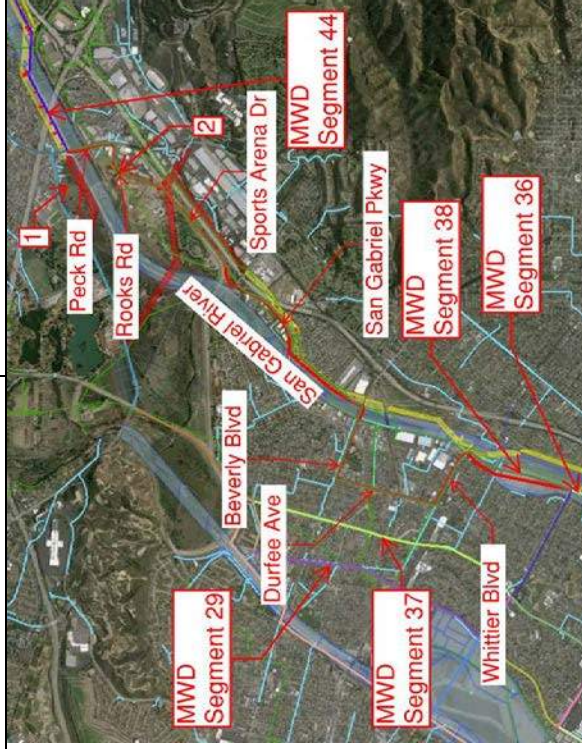 MWD
Segment 29
MWD
Segment 37
Durfee Ave
Beverly Blvd
Whittier Blvd
San Gabriel River
MWD
Segment 38
MWD
Segment 36
San Gabriel Pkwy
Sports Arena Dr
Rooks Rd
Peck Rd
1
2
MWD
Segment 44